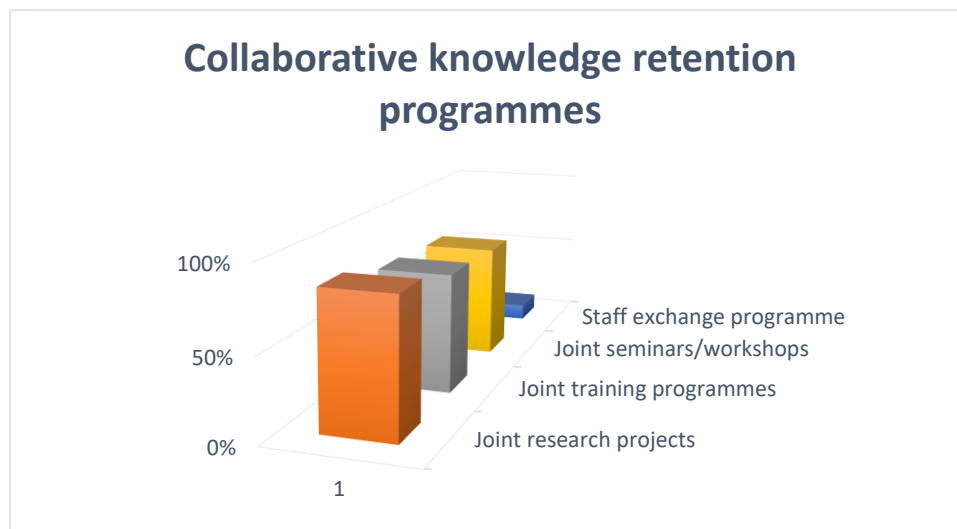 Collaborative knowledge retention
programmes
100%
50%
0%
1
Staff exchange programme
Joint seminars/workshops
Joint training programmes
Joint research projects